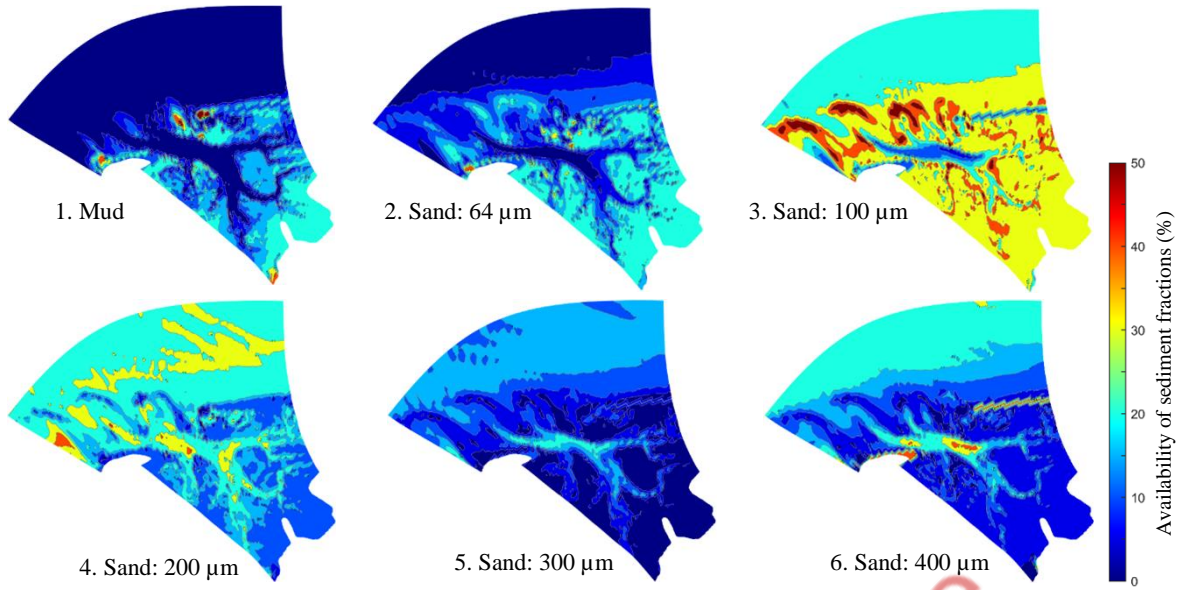 1. Mud
2. Sand: 64 µm
3. Sand: 100 µm
4. Sand: 200 µm
5. Sand: 300 µm
6. Sand: 400 µm
50
40
30
20
10
0
Availability of sediment fractions (%)